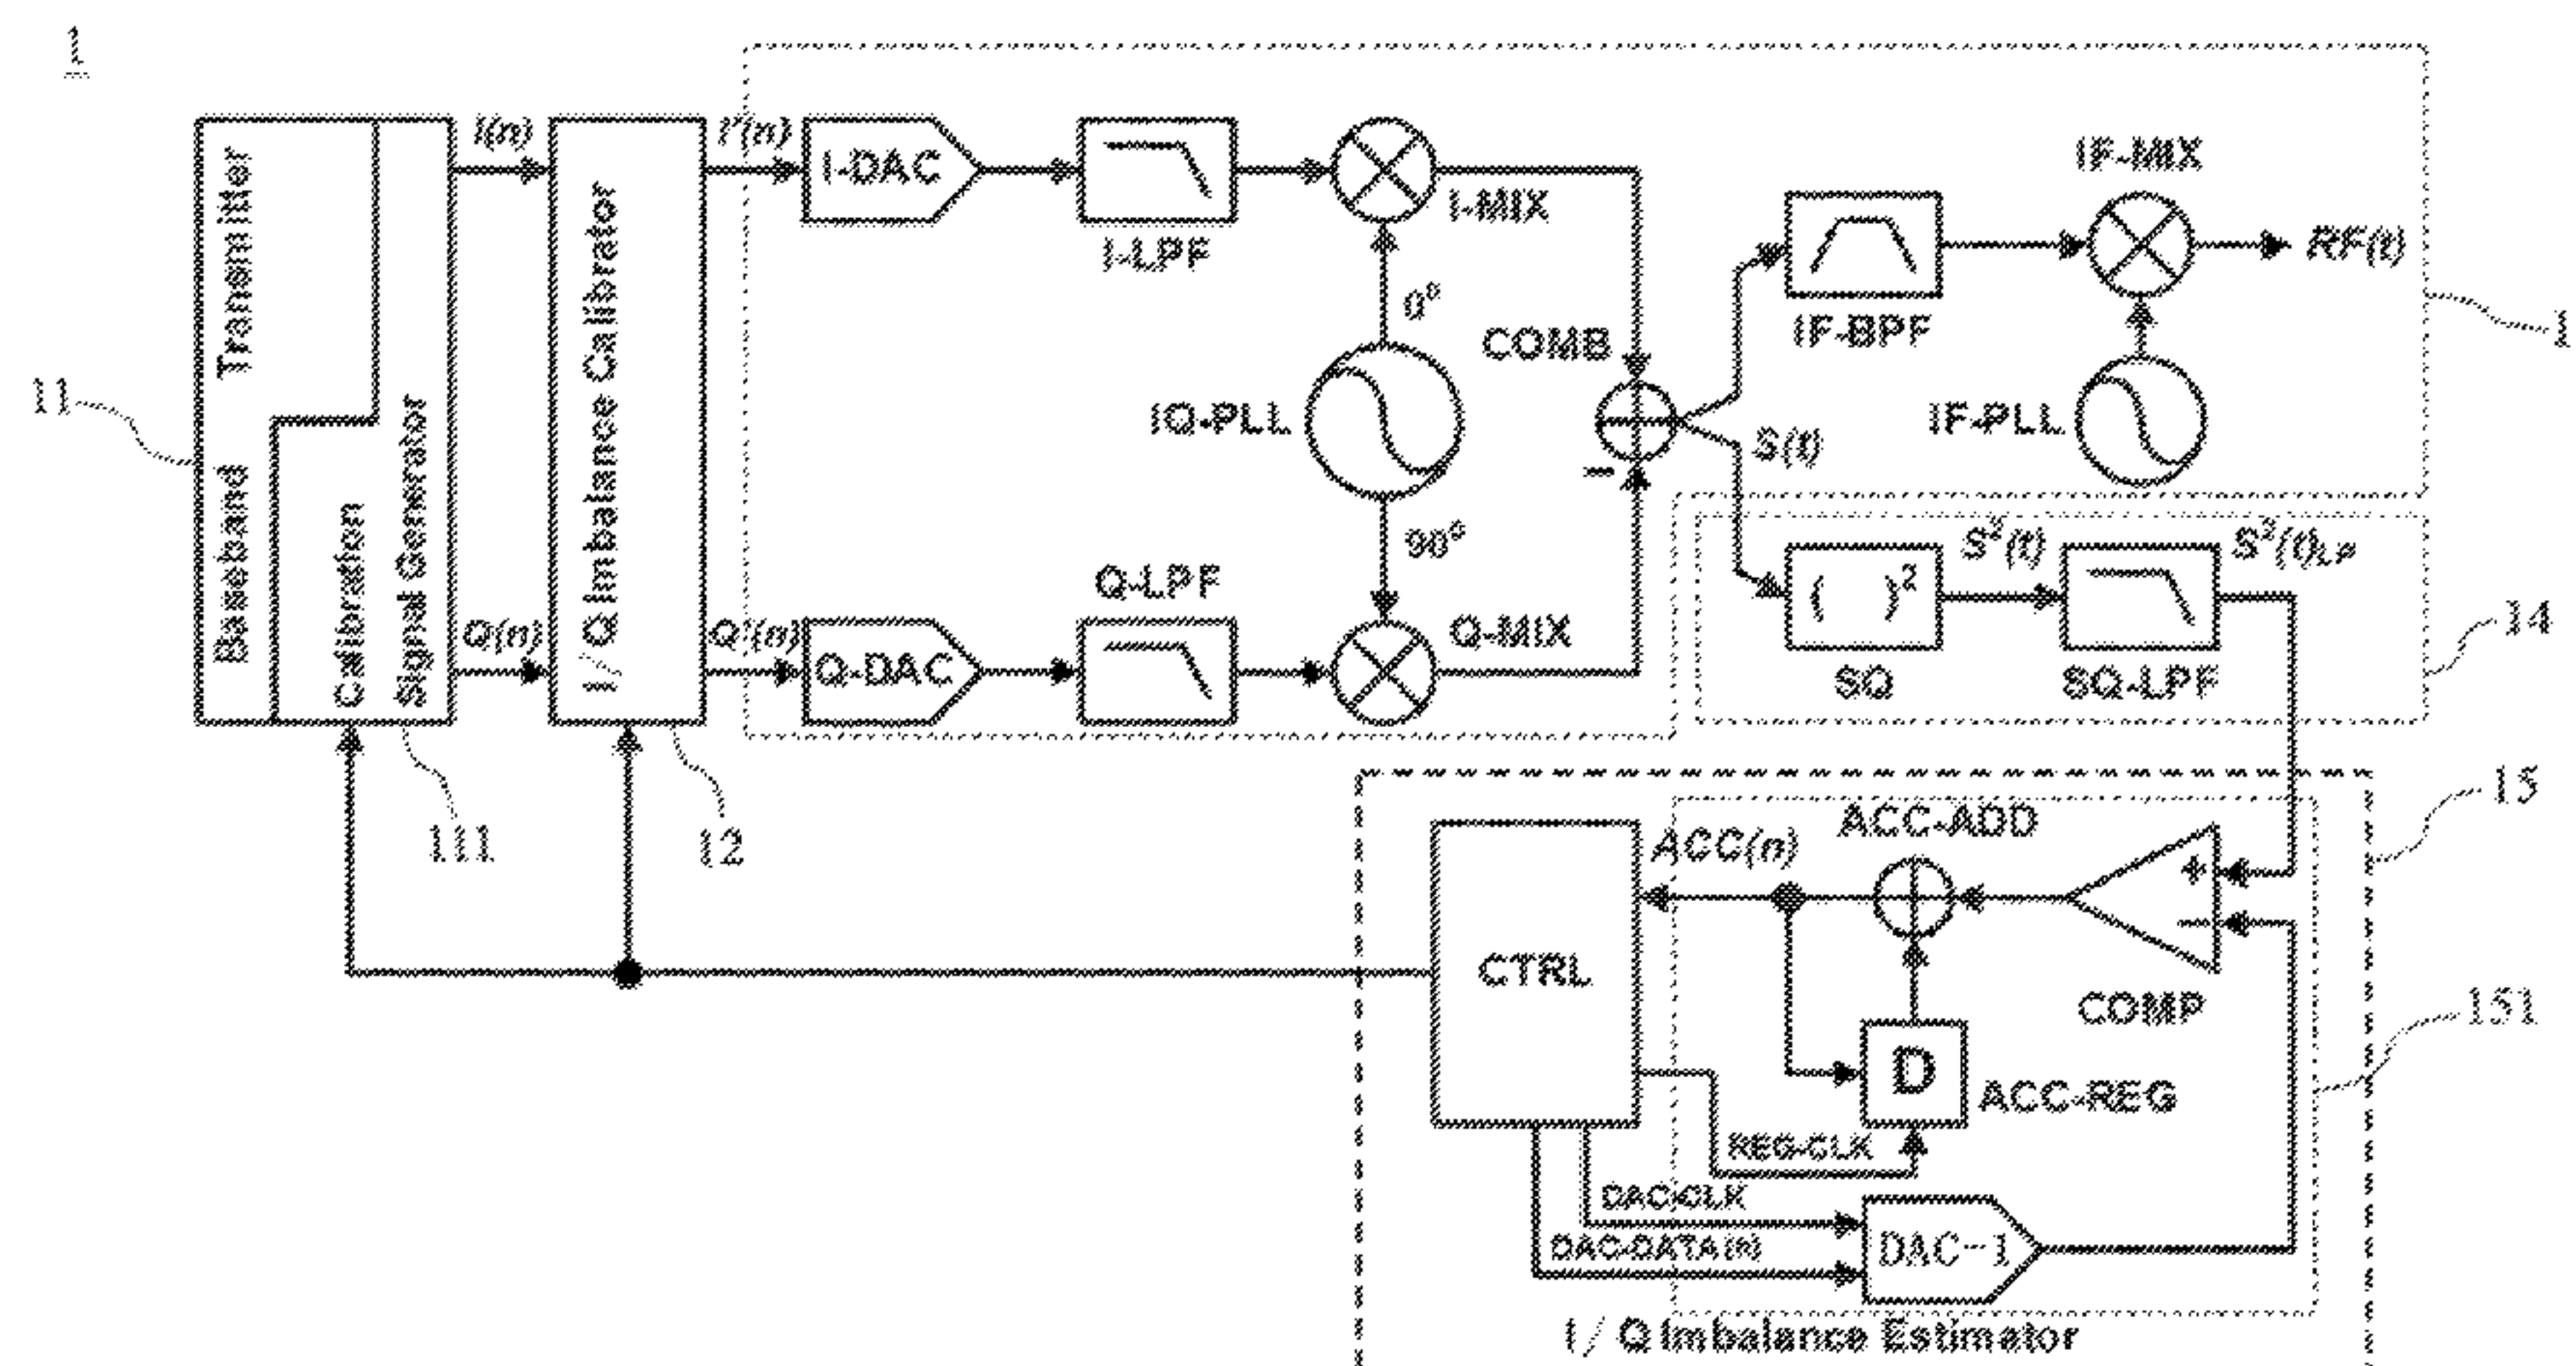 1
Baseband Transmitter
Calibration
Signal Generator
11
111
I(n)
Q(n)
I / Q Imbalance Calibrator
12
I'(n)
Q'(n)
I-DAC
I-LPF
I-MIX
0°
IQ-PLL
90°
Q-DAC
Q-LPF
Q-MIX
COMB
−
S(t)
IF-BPF
IF-MIX
RF(t)
IF-PLL
1
( )²
SQ
S²(t)
SQ-LPF
S²(t)LP
14
15
CTRL
ACC(n)
ACC-ADD
+
−
COMP
151
D
ACC-REG
REG-CLK
DAC-CLK
DAC-DATA(n)
DAC-1
I / Q Imbalance Estimator